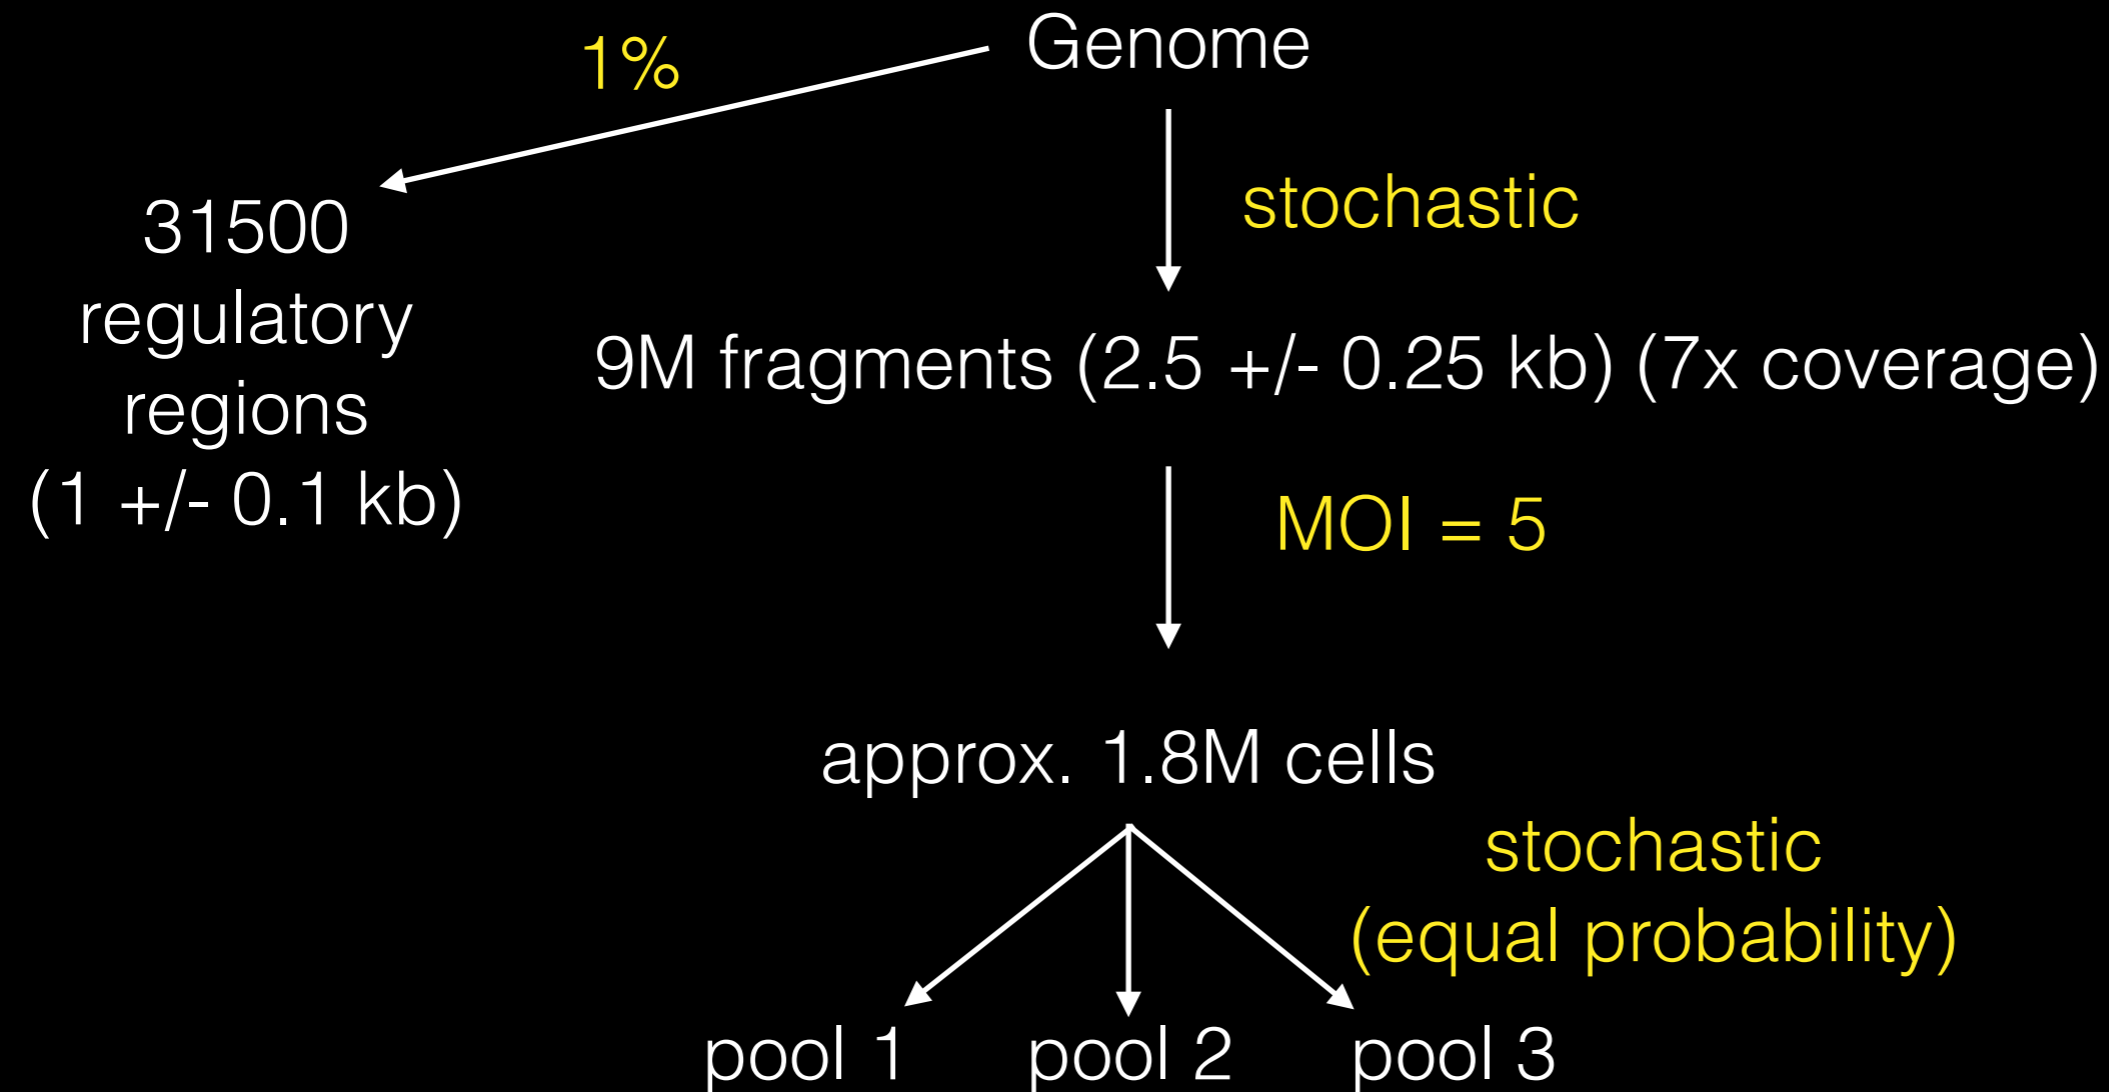 Genome
1%
31500
regulatory
regions
(1 +/- 0.1 kb)
stochastic
9M fragments (2.5 +/- 0.25 kb) (7x coverage)
MOI = 5
approx. 1.8M cells
stochastic
(equal probability)
pool 1 pool 2 pool 3